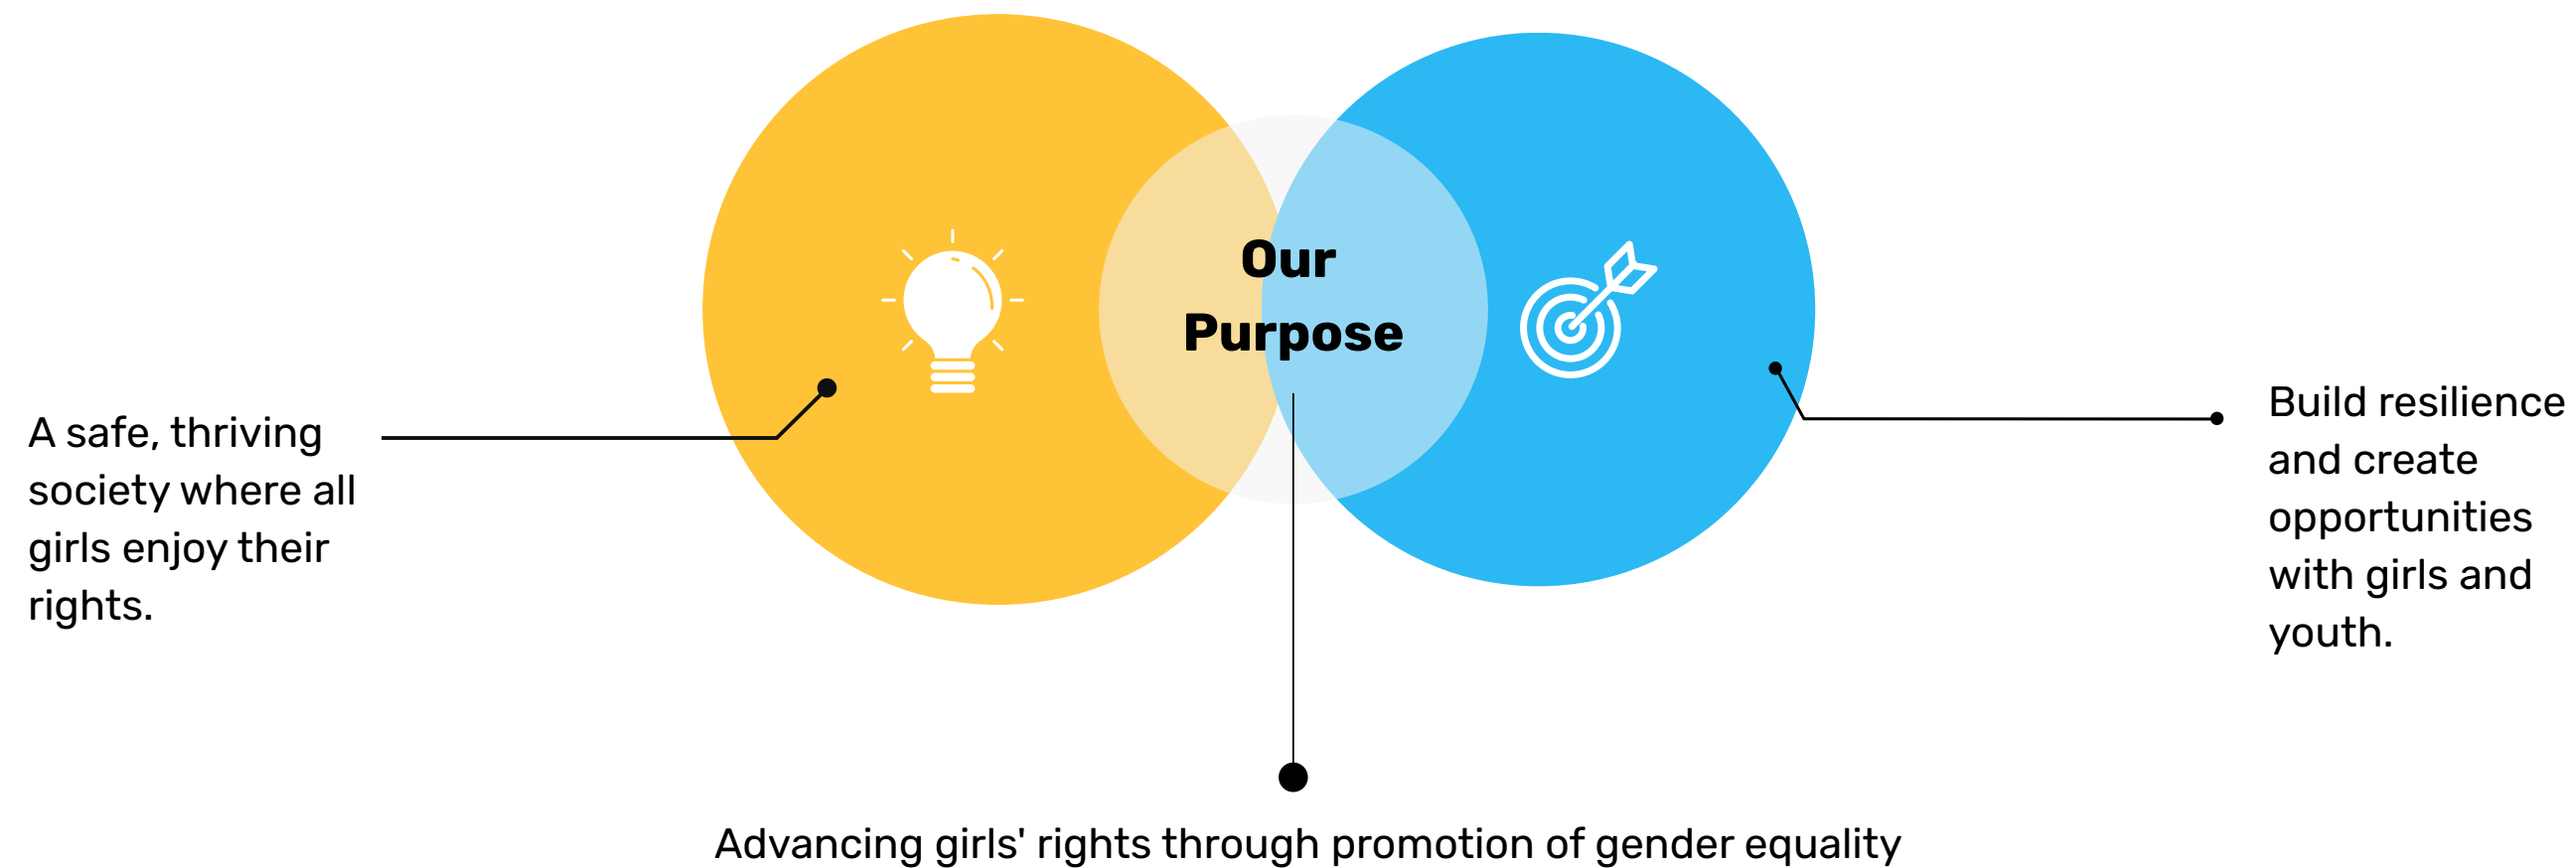 Our
Purpose
A safe, thriving
society where all
girls enjoy their
rights.
Build resilience
and create
opportunities
with girls and
youth.
Advancing girls' rights through promotion of gender equality